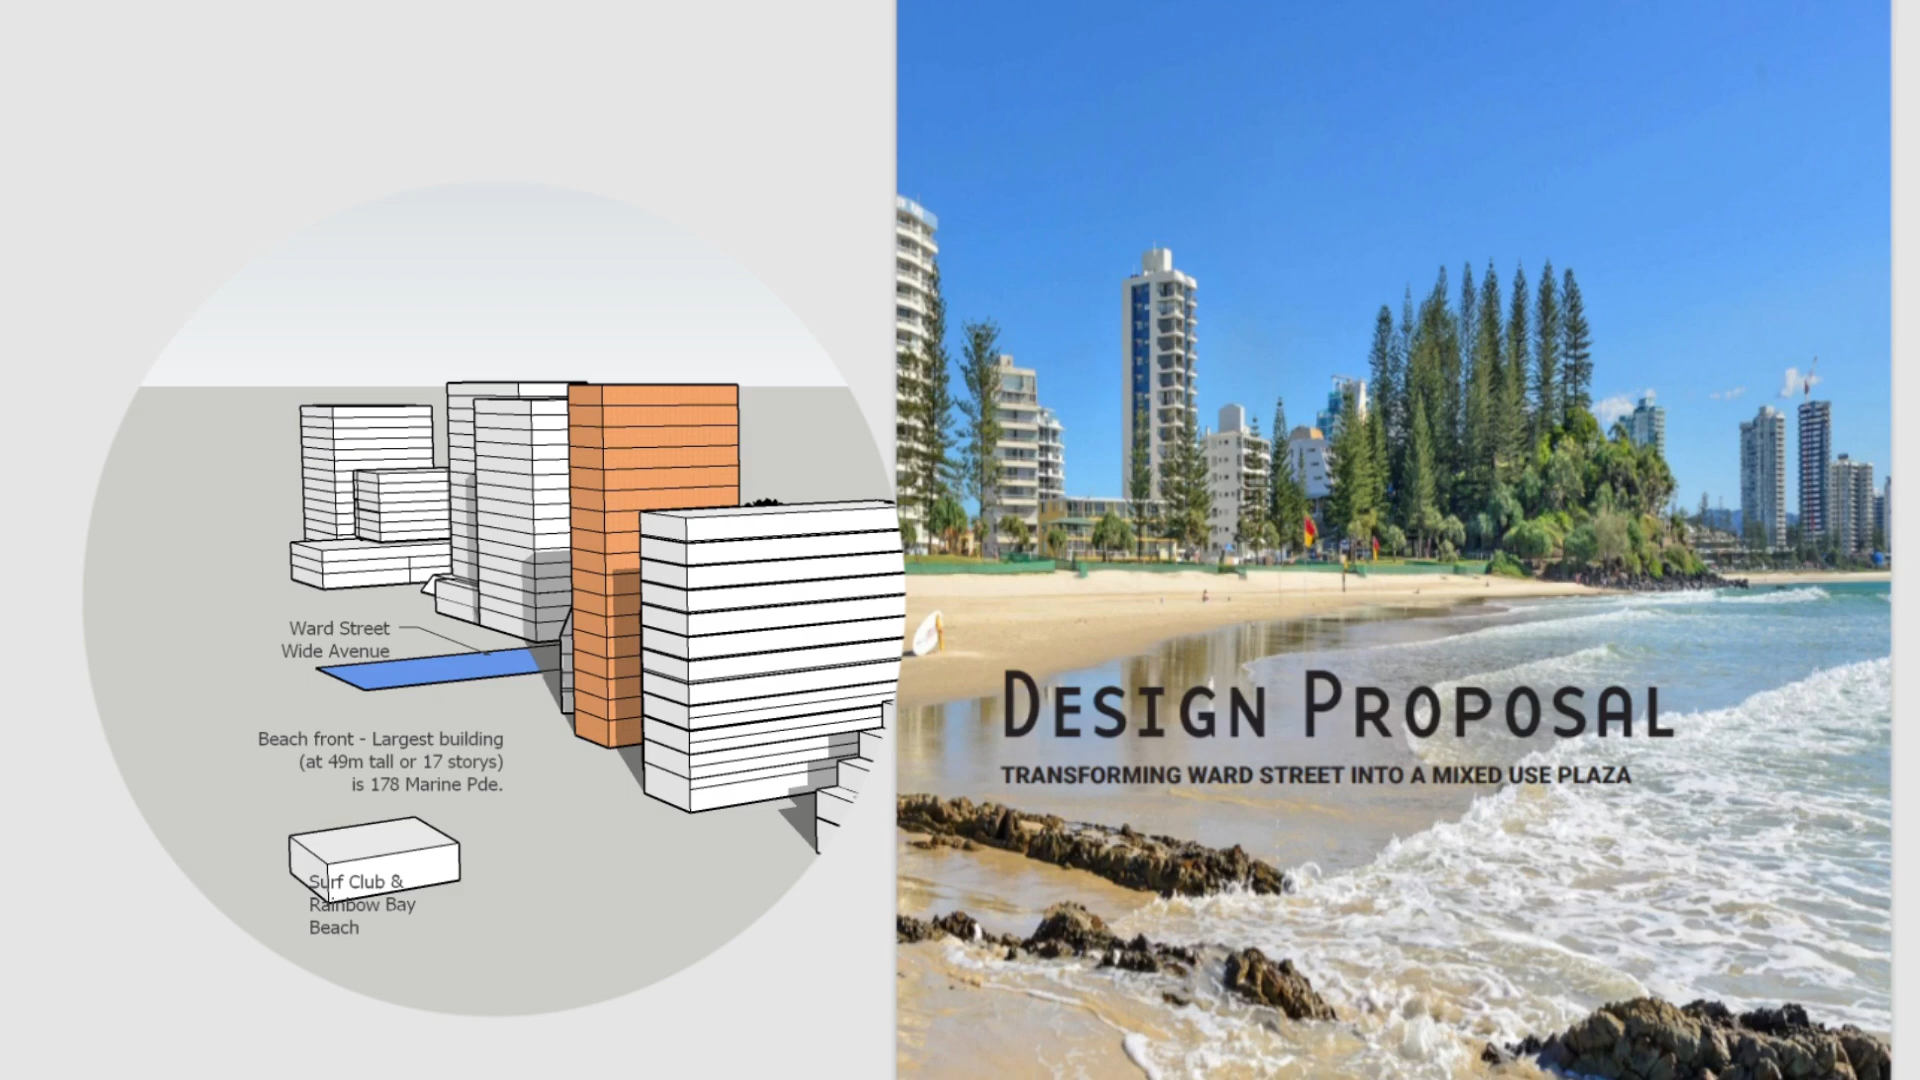 Ward Street
Wide Avenue
Beach front - Largest building
(at 49m tall or 17 storys)
is 178 Marine Pde.
Surf Club &
Rainbow Bay
Beach
DESIGN PROPOSAL
TRANSFORMING WARD STREET INTO A MIXED USE PLAZA